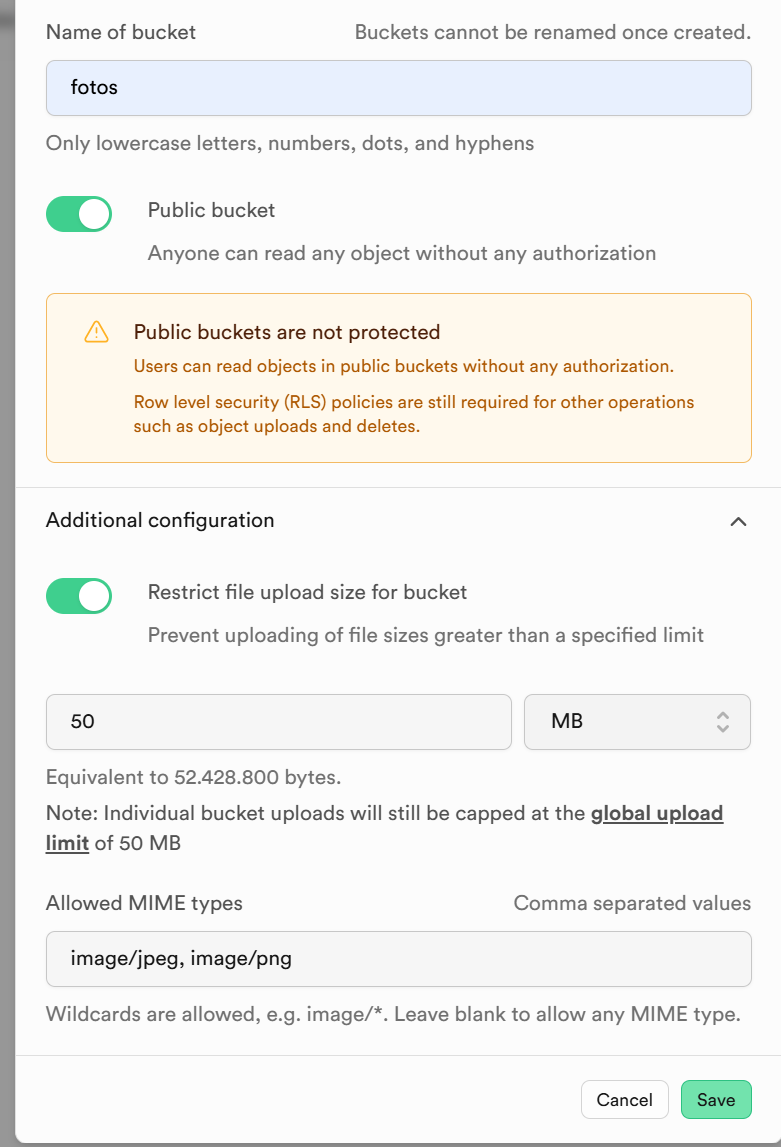 Name of bucket
Buckets cannot be renamed once created.
fotos
Only lowercase letters, numbers, dots, and hyphens
Public bucket
Anyone can read any object without any authorization
Public buckets are not protected
Users can read objects in public buckets without any authorization.
Row level security (RLS) policies are still required for other operations
such as object uploads and deletes.
Additional configuration
Restrict file upload size for bucket
Prevent uploading of file sizes greater than a specified limit
50
MB
Equivalent to 52.428.800 bytes.
Note: Individual bucket uploads will still be capped at the global upload
limit of 50 MB
Allowed MIME types
Comma separated values
image/jpeg, image/png
Wildcards are allowed, e.g. image/*. Leave blank to allow any MIME type.
Cancel
Save